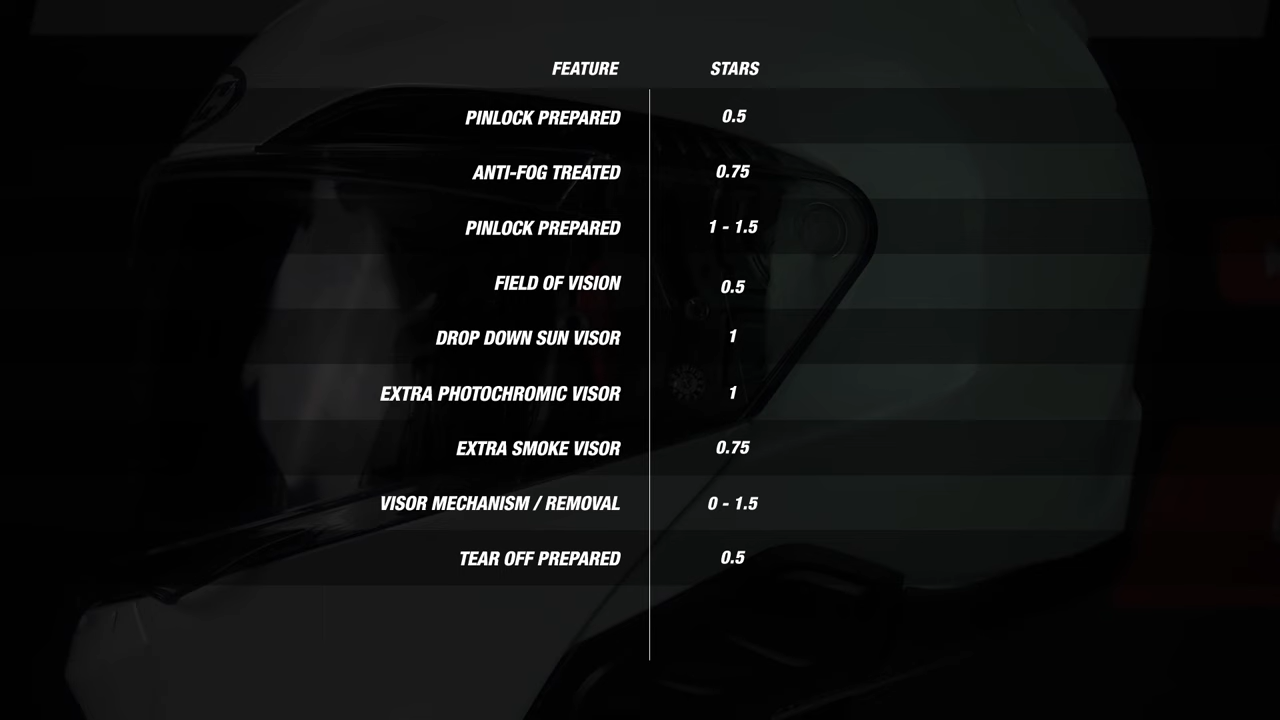 FEATURE STARS
PINLOCK PREPARED 0.5
ANTI-FOG TREATED 0.75
PINLOCK PREPARED 1 - 1.5
FIELD OF VISION 0.5
DROP DOWN SUN VISOR 1
EXTRA PHOTOCHROMIC VISOR 1
EXTRA SMOKE VISOR 0.75
VISOR MECHANISM / REMOVAL 0 - 1.5
TEAR OFF PREPARED 0.5